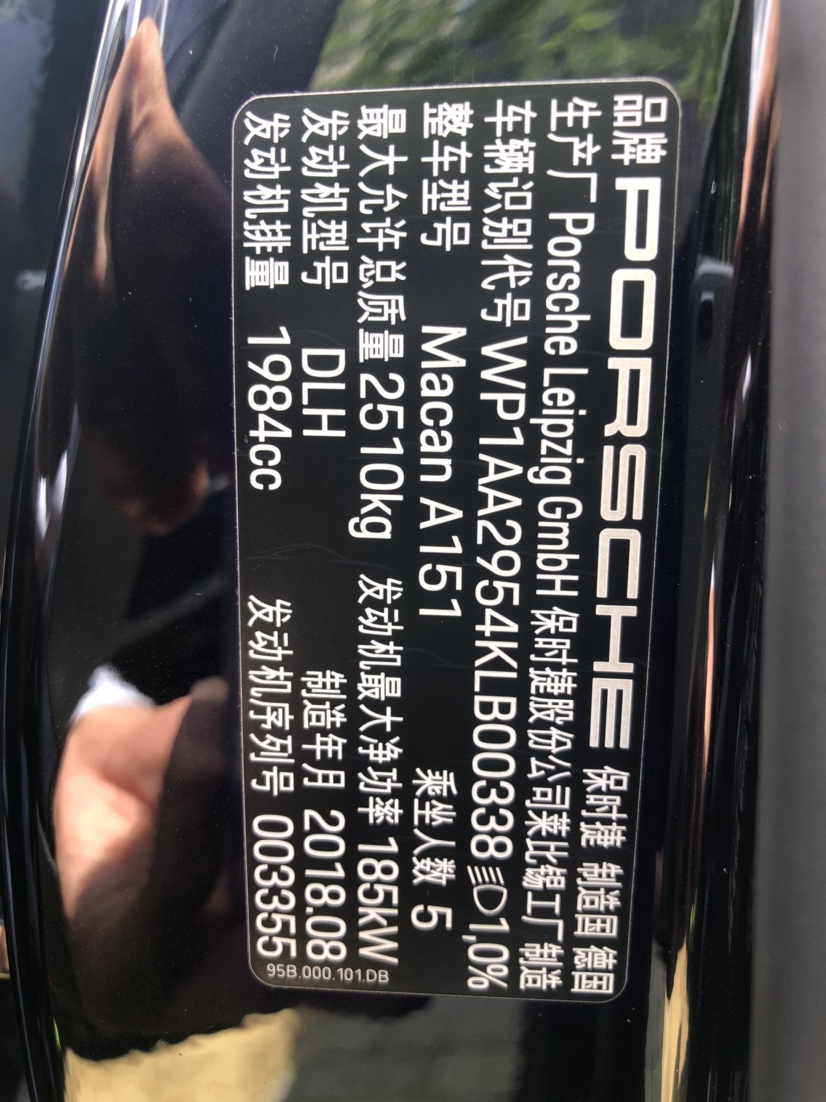 品牌 PORSCHE 保时捷 制造国 德国
生产厂 Porsche Leipzig GmbH 保时捷股份公司莱比锡工厂 制造
车辆识别代号 WP1AA2954KLB00338 1,0%
整车型号 Macan A151 乘坐人数 5
最大允许总质量 2510kg 发动机最大净功率 185kW
发动机型号 DLH 制造年月 2018.08
发动机排量 1984cc 发动机序列号 003355
95B.000.101.DB